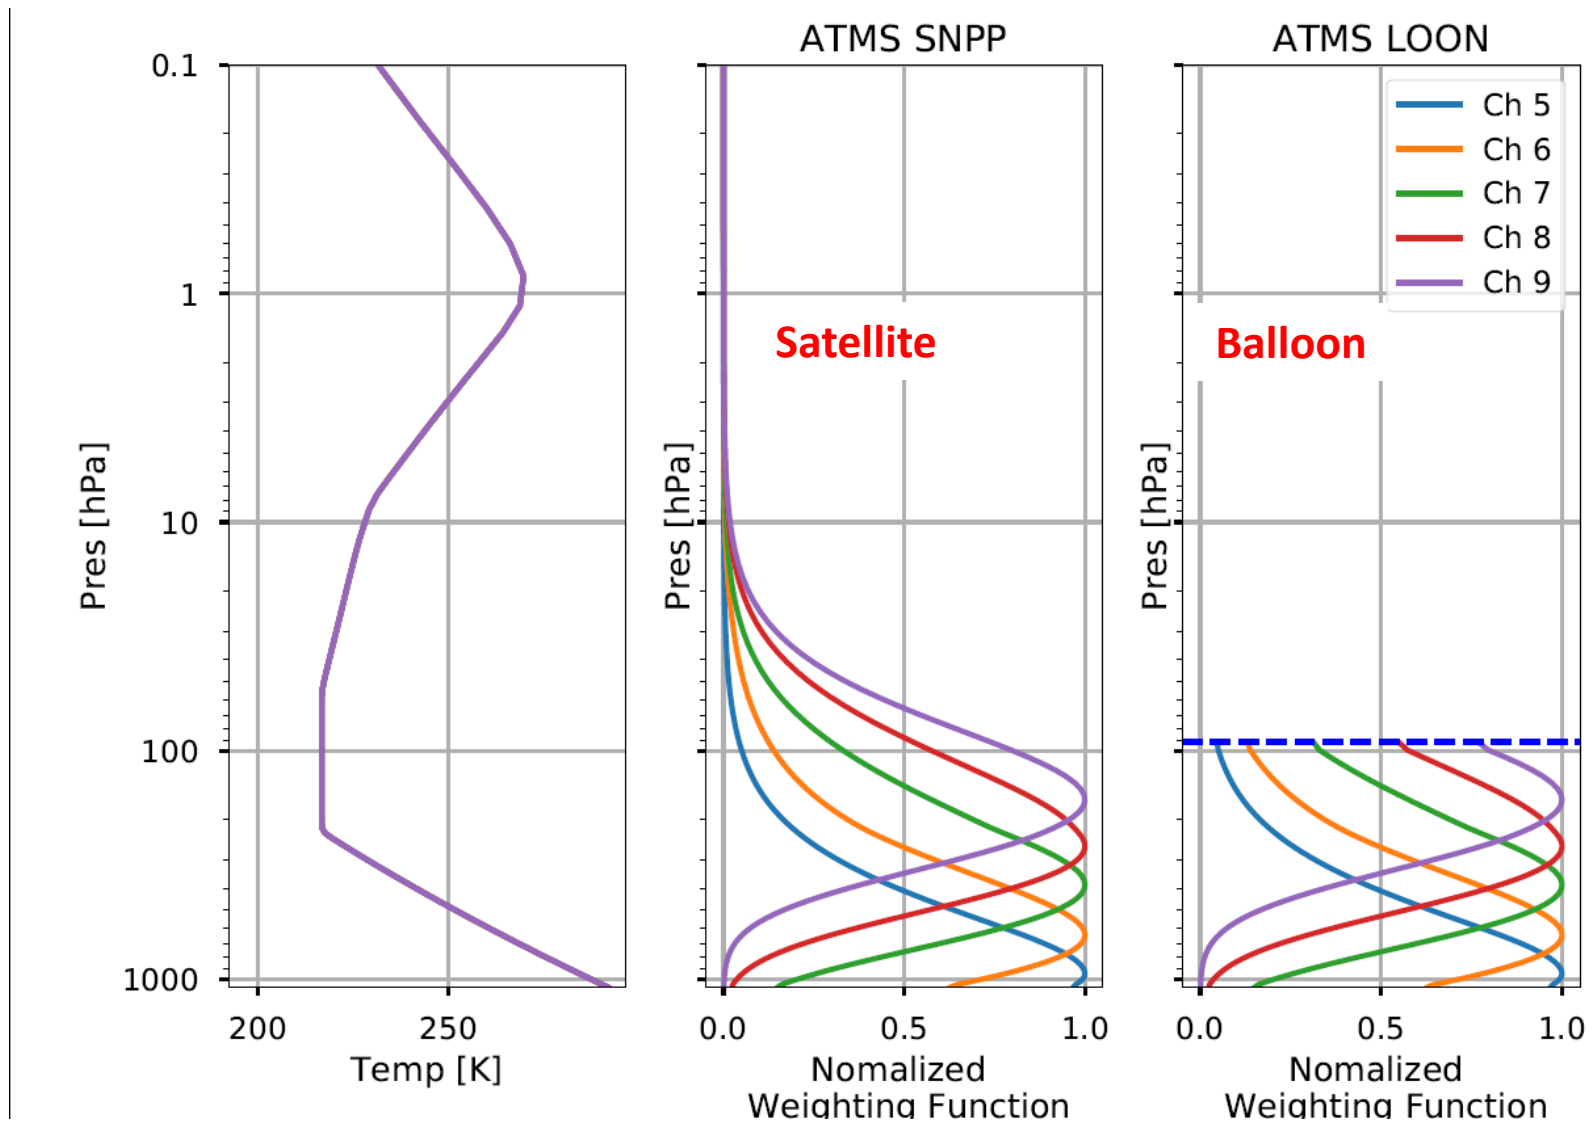 ATMS SNPP
ATMS LOON
0.1
1
10
100
1000
Pres [hPa]
200 250
Temp [K]
Satellite
Pres [hPa]
0.0 0.5 1.0
Nomalized
Weighting Function
Ch 5
Ch 6
Ch 7
Ch 8
Ch 9
Balloon
Pres [hPa]
0.0 0.5 1.0
Nomalized
Weighting Function